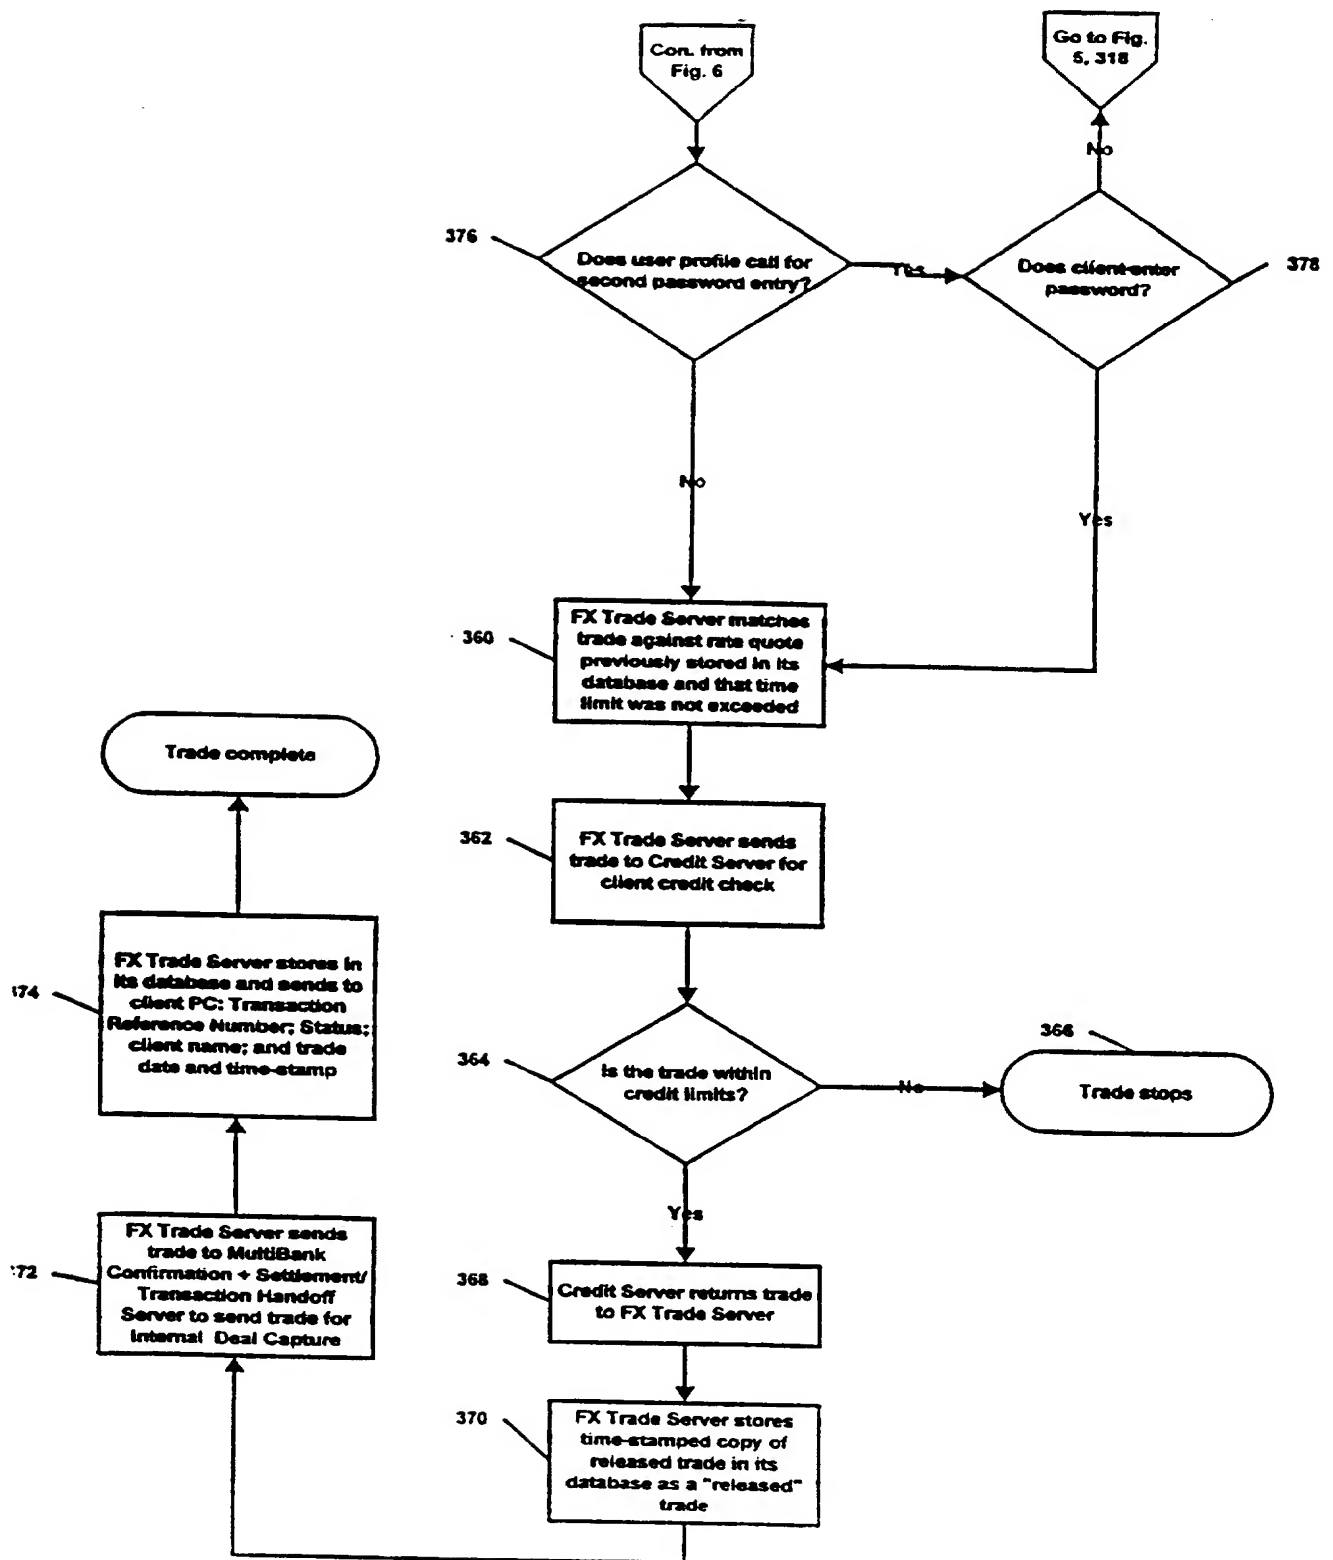 Con. from
Fig. 6
Go to Fig.
5, 318
No
376
Does user profile call for
second password entry?
Yes
Does client enter
password?
378
No
Yes
360
FX Trade Server matches
trade against rate quote
previously stored in its
database and that time
limit was not exceeded
Trade complete
362
FX Trade Server sends
trade to Credit Server for
client credit check
374
FX Trade Server stores in
its database and sends to
client PC: Transaction
Reference Number; Status;
client name; and trade
date and time-stamp
364
Is the trade within
credit limits?
No
366
Trade stops
Yes
372
FX Trade Server sends
trade to MultiBank
Confirmation + Settlement/
Transaction Handoff
Server to send trade for
Internal Deal Capture
368
Credit Server returns trade
to FX Trade Server
370
FX Trade Server stores
time-stamped copy of
released trade in its
database as a "released"
trade